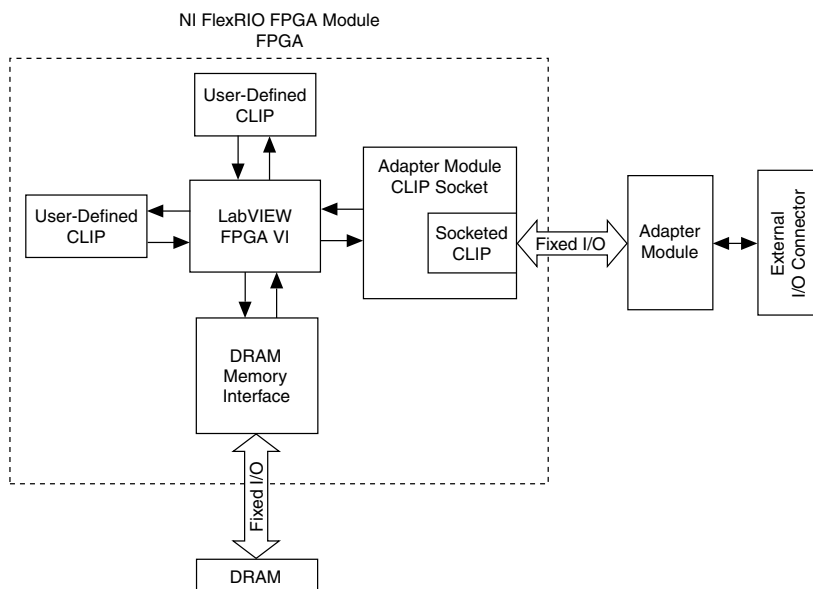 NI FlexRIO FPGA Module
FPGA
User-Defined
CLIP
User-Defined
CLIP
LabVIEW
FPGA VI
Adapter Module
CLIP Socket
Socketed
CLIP
Fixed I/O
Adapter
Module
External
I/O Connector
DRAM
Memory
Interface
Fixed I/O
DRAM